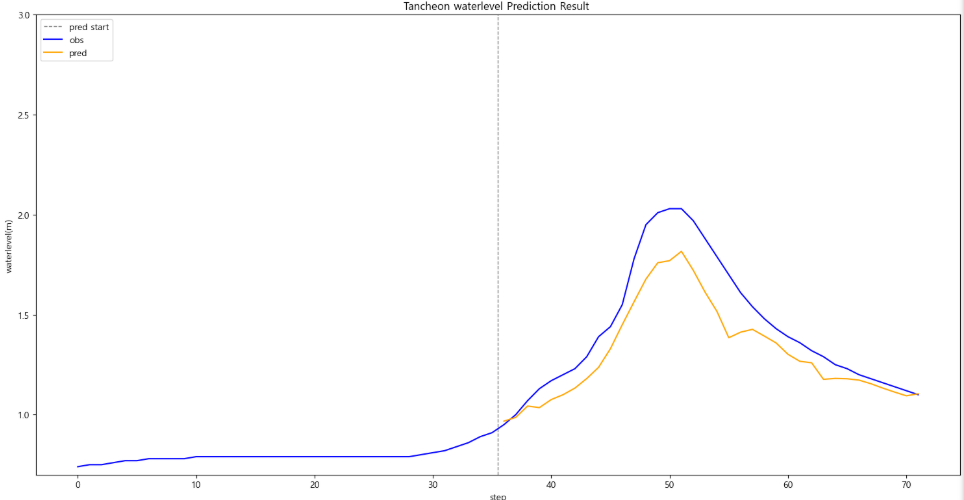 Tancheon waterlevel Prediction Result
3.0
pred start
obs
pred
2.5
2.0
waterlevel(m)
1.5
1.0
0 10 20 30 40 50 60 70
step